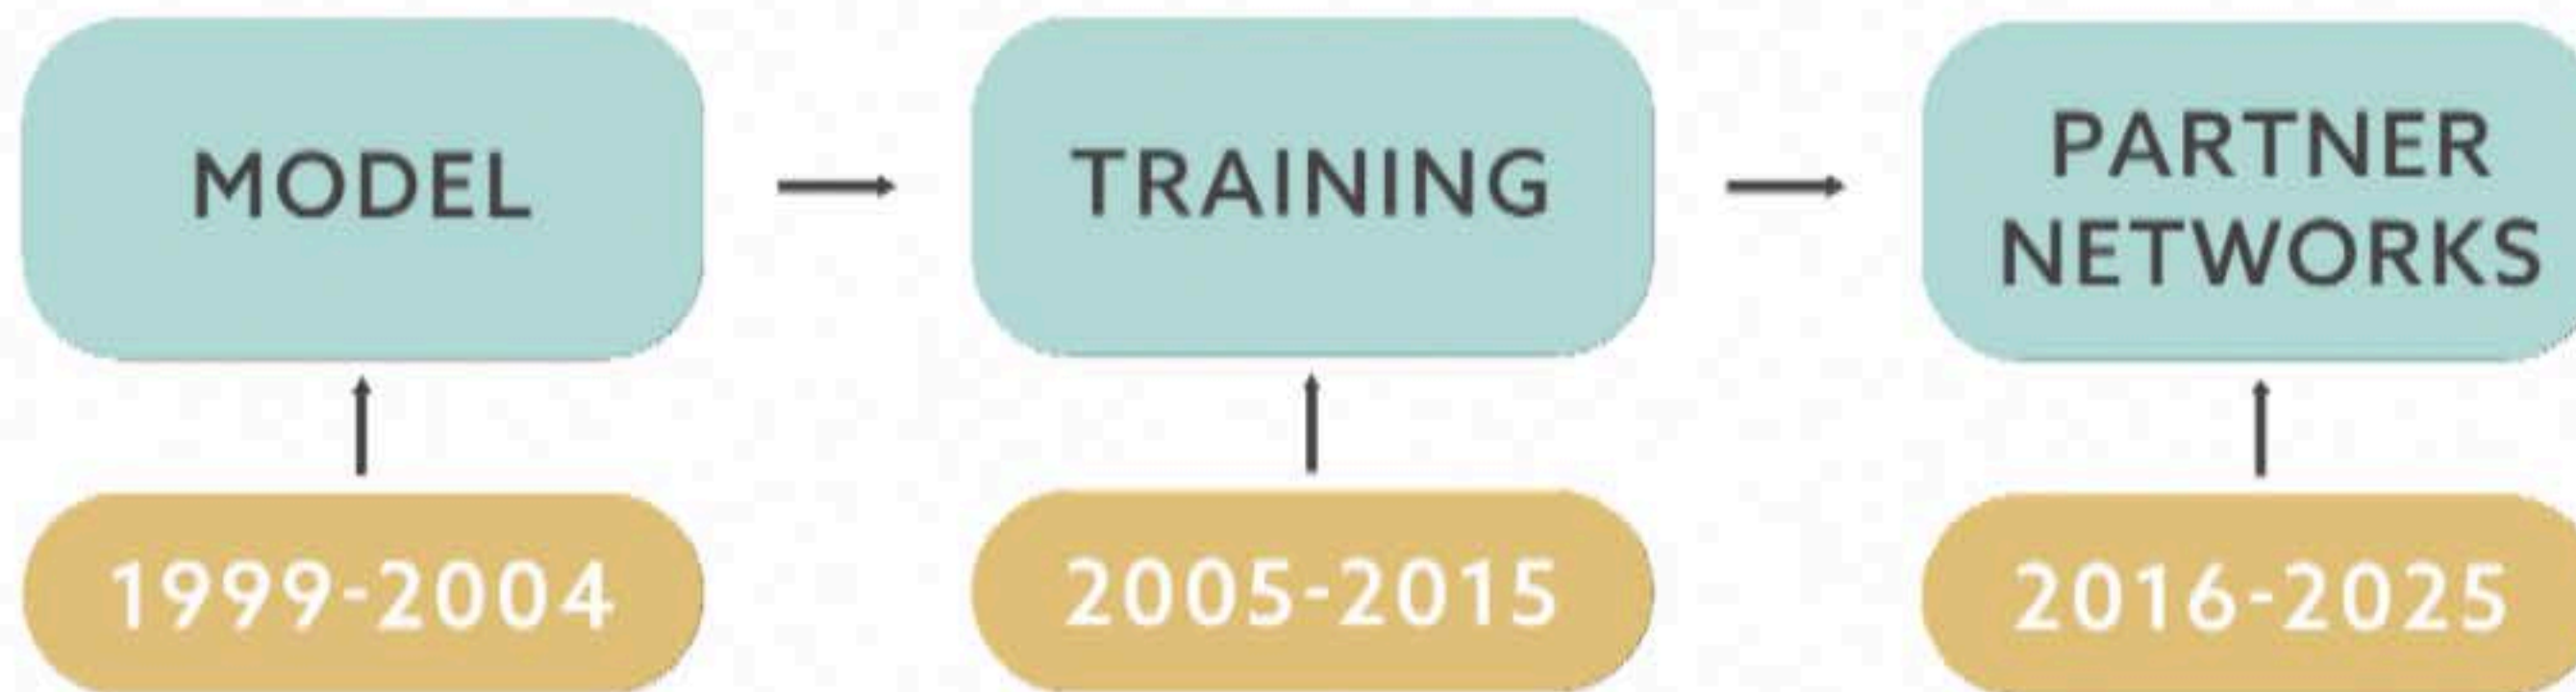 MODEL
TRAINING
PARTNER
NETWORKS
1999-2004
2005-2015
2016-2025